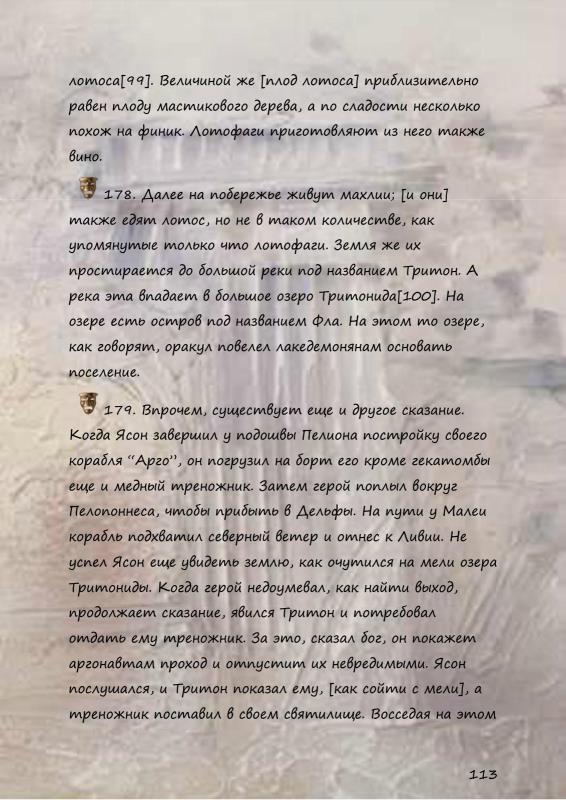 лотоса[99]. Величиной же [плод лотоса] приблизительно
равен плоду мастикового дерева, а по сладости несколько
похож на финик. Лотофаги приготовляют из него также
вино.
178. Далее на побережье живут махлии; [и они]
также едят лотос, но не в таком количестве, как
упомянутые только что лотофаги. Земля же их
простирается до большой реки под названием Тритон. А
река эта впадает в большое озеро Тритонида[100]. На
озере есть остров под названием Фла. На этом то озере,
как говорят, оракул повелел лакедемонянам основать
поселение.
179. Впрочем, существует еще и другое сказание.
Когда Ясон завершил у подошвы Пелиона постройку своего
корабля “Арго”, он погрузил на борт его кроме гекатомбы
еще и медный треножник. Затем герой поплыл вокруг
Пелопоннеса, чтобы прибыть в Дельфы. На пути у Малеи
корабль подхватил северный ветер и отнес к Ливии. Не
успел Ясон еще увидеть землю, как очутился на мели озера
Тритониды. Когда герой недоумевал, как найти выход,
продолжает сказание, явился Тритон и потребовал
отдать ему треножник. За это, сказал бог, он покажет
аргонавтам проход и отпустит их невредимыми. Ясон
послушался, и Тритон показал ему, [как сойти с мели], а
треножник поставил в своем святилище. Восседая на этом
113